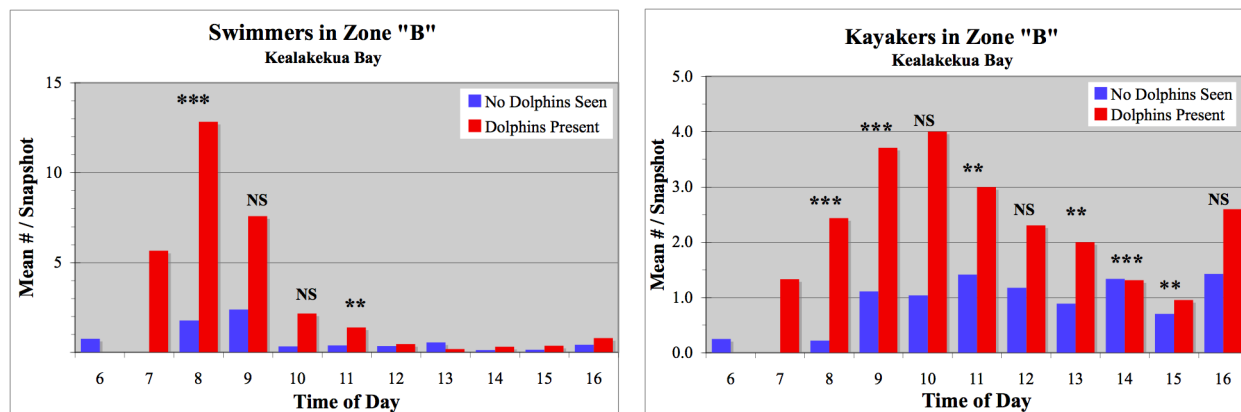 Swimmers in Zone "B"
Kealakekua Bay
Mean # / Snapshot
15
10
5
No Dolphins Seen
Dolphins Present
***
NS
NS
**
6 7 8 9 10 11 12 13 14 15 16
Time of Day
Kayakers in Zone "B"
Kealakekua Bay
Mean # / Snapshot
5.0
4.0
3.0
2.0
1.0
0.0
No Dolphins Seen
Dolphins Present
***
***
NS
**
NS
**
***
**
NS
6 7 8 9 10 11 12 13 14 15 16
Time of Day